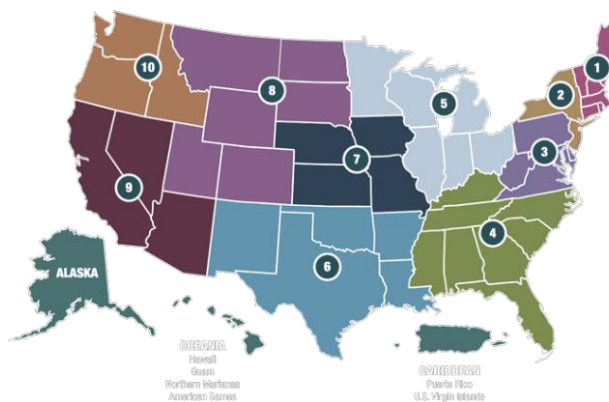 10
8
5
2
1
3
7
9
4
6
ALASKA
OCEANIA
Hawaii
Guam
Northern Marianas
American Samoa
CARIBBEAN
Puerto Rico
U.S. Virgin Islands